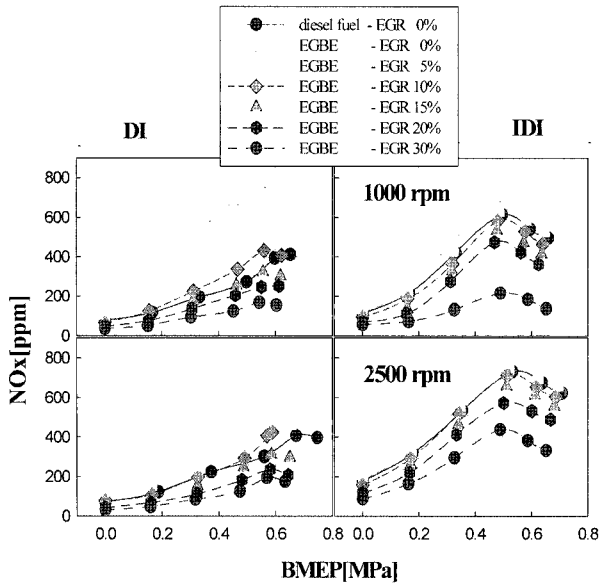 diesel fuel - EGR 0%
EGBE - EGR 0%
EGBE - EGR 5%
EGBE - EGR 10%
EGBE - EGR 15%
EGBE - EGR 20%
EGBE - EGR 30%
DI
IDI
800
600
400
200
0
1000 rpm
NOx[ppm]
800
600
400
200
0
2500 rpm
0.0 0.2 0.4 0.6 0.8 0.0 0.2 0.4 0.6 0.8
BMEP[MPa]